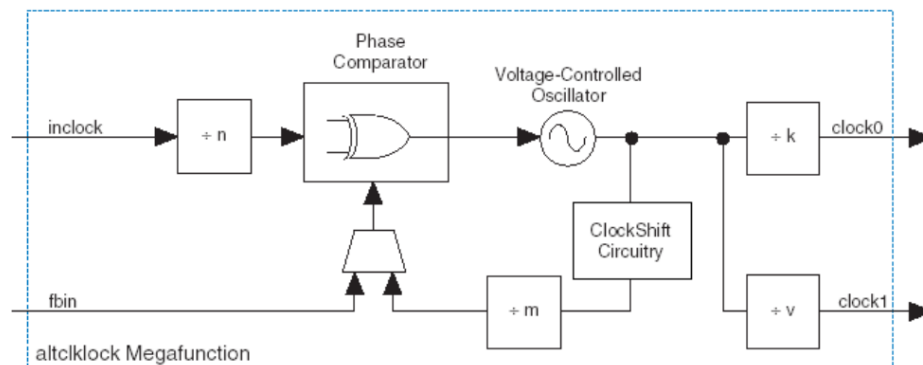 Phase
Comparator
Voltage-Controlled
Oscillator
inclock
÷ n
÷ k
clock0
ClockShift
Circuitry
fbin
÷ m
÷ v
clock1
altclklock Megafunction